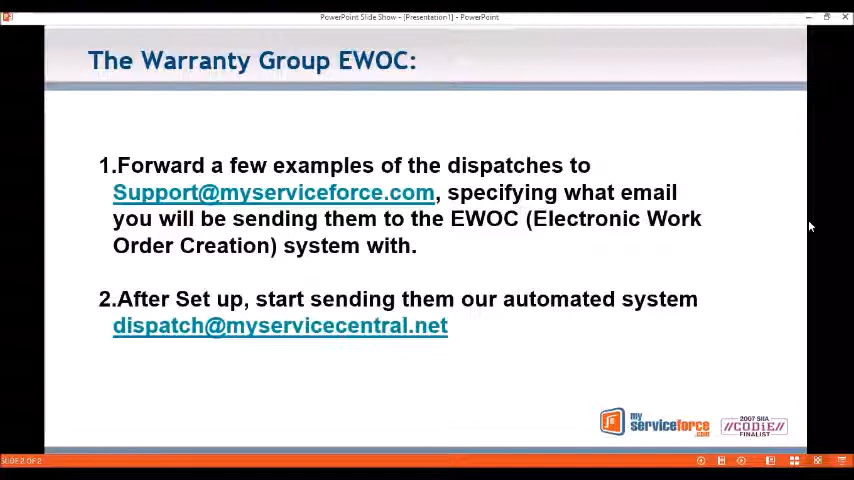 PowerPoint Slide Show - [Presentation1] - PowerPoint
The Warranty Group EWOC:
1.Forward a few examples of the dispatches to
Support@myserviceforce.com, specifying what email
you will be sending them to the EWOC (Electronic Work
Order Creation) system with.
2.After Set up, start sending them our automated system
dispatch@myservicecentral.net
my
serviceforce
.com
2007 SIIA
//CODiE//
FINALIST
SLIDE 2 OF 2